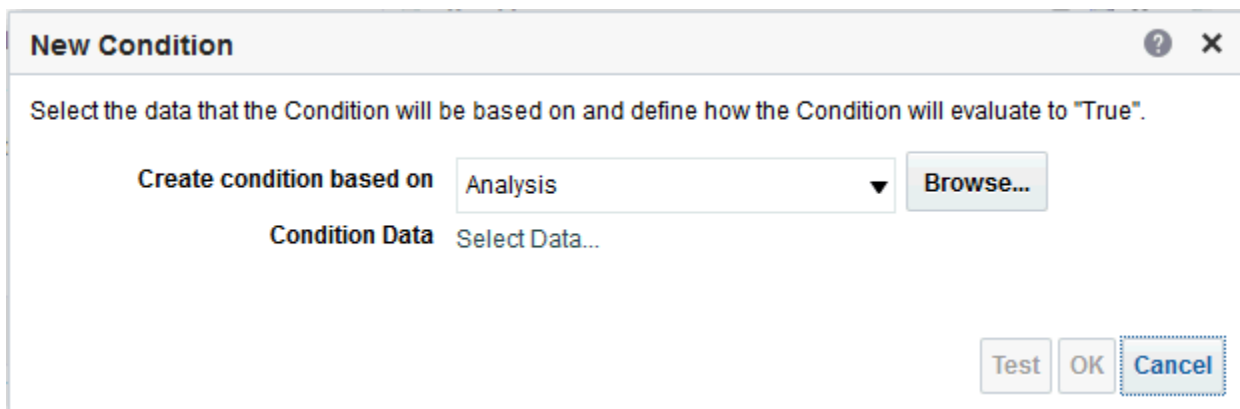 New Condition
Select the data that the Condition will be based on and define how the Condition will evaluate to "True".
Create condition based on Analysis Browse...
Condition Data Select Data...
Test OK Cancel